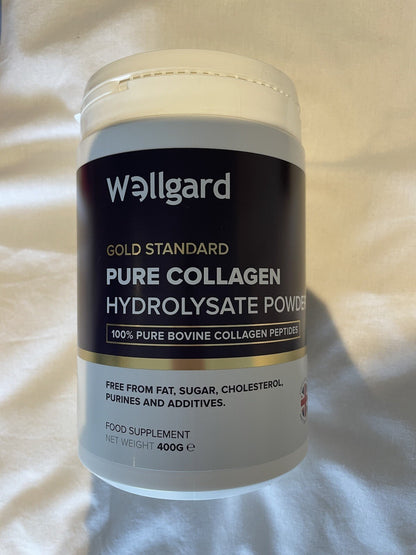 Wellgard
GOLD STANDARD
PURE COLLAGEN
HYDROLYSATE POWDE
100% PURE BOVINE COLLAGEN PEPTIDES
FREE FROM FAT, SUGAR, CHOLESTEROL,
PURINES AND ADDITIVES.
FOOD SUPPLEMENT
NET WEIGHT 400G ℮